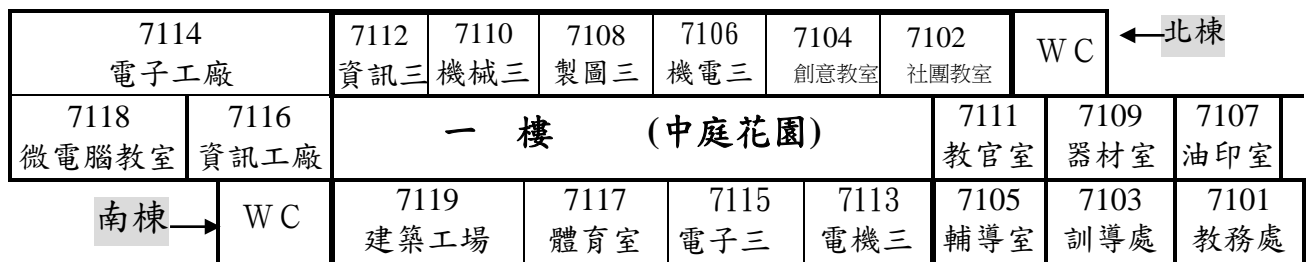 7114 7112 7110 7108 7106 7104 7102 WC ←北棟
電子工廠 資訊三 機械三 製圖三 機電三 創意教室 社團教室
7118 7116 一 樓 (中庭花園) 7111 7109 7107
微電腦教室 資訊工廠 教官室 器材室 油印室
南棟→ WC 7119 7117 7115 7113 7105 7103 7101
建築工場 體育室 電子三 電機三 輔導室 訓導處 教務處